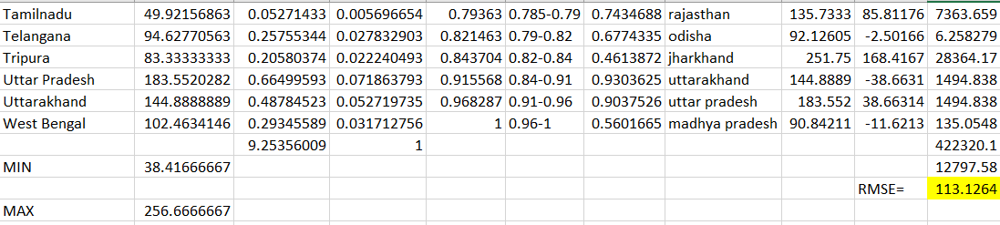 Tamilnadu 49.92156863 0.05271433 0.005696654 0.79363 0.785-0.79 0.7434688 rajasthan 135.7333 85.81176 7363.659
Telangana 94.62770563 0.25755344 0.027832903 0.821463 0.79-0.82 0.6774335 odisha 92.12605 -2.50166 6.258279
Tripura 83.33333333 0.20580374 0.022240493 0.843704 0.82-0.84 0.4613872 jharkhand 251.75 168.4167 28364.17
Uttar Pradesh 183.5520282 0.66499593 0.071863793 0.915568 0.84-0.91 0.9303625 uttarakhand 144.8889 -38.6631 1494.838
Uttarakhand 144.8888889 0.48784523 0.052719735 0.968287 0.91-0.96 0.9037526 uttar pradesh 183.552 38.66314 1494.838
West Bengal 102.4634146 0.29345589 0.031712756 1 0.96-1 0.5601665 madhya pradesh 90.84211 -11.6213 135.0548
9.25356009 1 422320.1
MIN 38.41666667 12797.58
RMSE= 113.1264
MAX 256.6666667